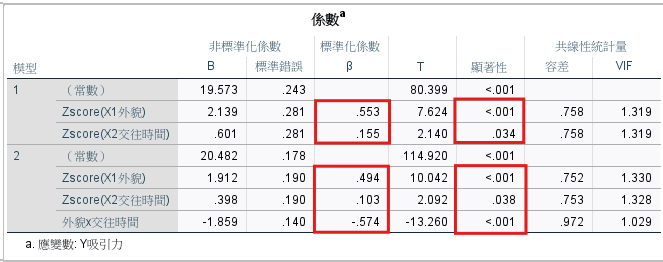 係數a
非標準化係數 標準化係數 共線性統計量
模型 B 標準錯誤 β T 顯著性 容差 VIF
1 （常數） 19.573 .243 80.399 <.001
Zscore(X1外貌) 2.139 .281 .553 7.624 <.001 .758 1.319
Zscore(X2交往時間) .601 .281 .155 2.140 .034 .758 1.319
2 （常數） 20.482 .178 114.920 <.001
Zscore(X1外貌) 1.912 .190 .494 10.042 <.001 .752 1.330
Zscore(X2交往時間) .398 .190 .103 2.092 .038 .753 1.328
外貌x交往時間 -1.859 .140 -.574 -13.260 <.001 .972 1.029
a. 應變數: Y吸引力